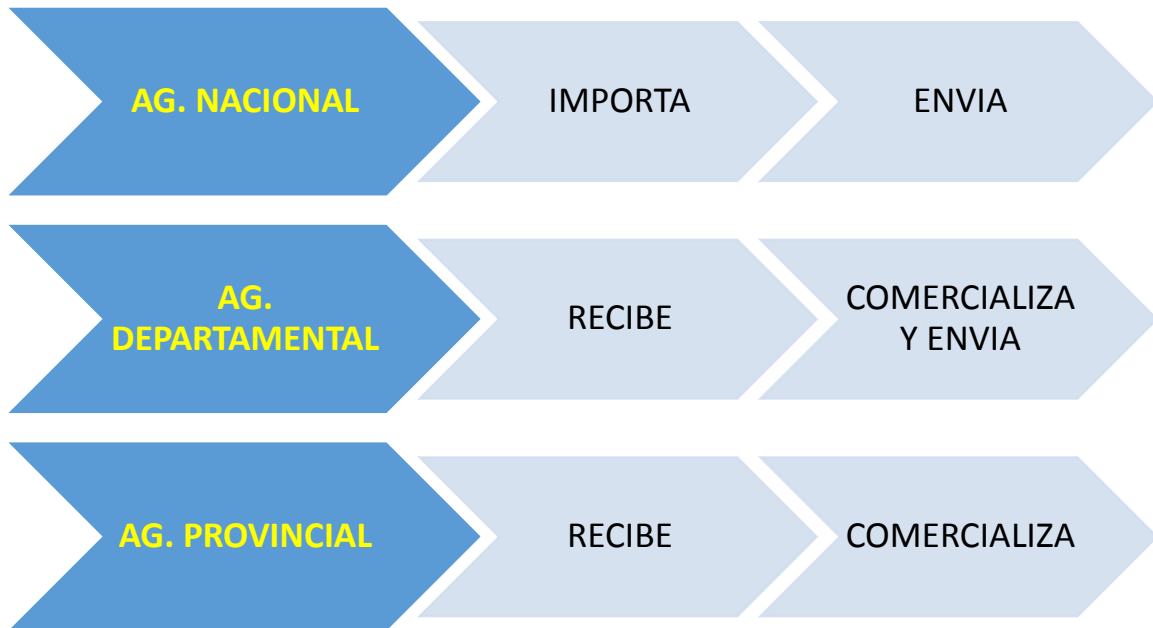 AG. NACIONAL
IMPORTA
ENVIA
AG.
DEPARTAMENTAL
RECIBE
COMERCIALIZA
Y ENVIA
AG. PROVINCIAL
RECIBE
COMERCIALIZA